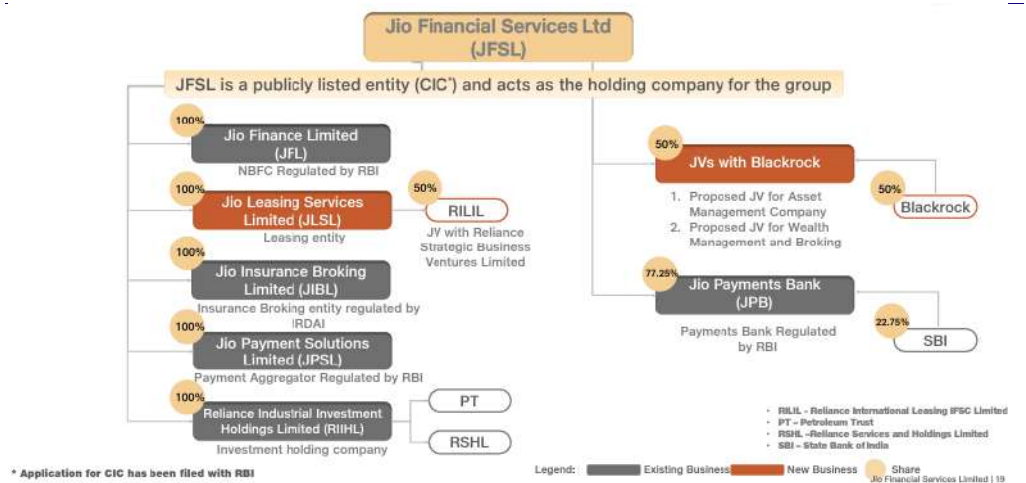 Jio Financial Services Ltd
(JFSL)
JFSL is a publicly listed entity (CIC*) and acts as the holding company for the group
100%
Jio Finance Limited
(JFL)
NBFC Regulated by RBI
100%
Jio Leasing Services
Limited (JLSL)
Leasing entity
50%
RILIL
JV with Reliance
Strategic Business
Ventures Limited
100%
Jio Insurance Broking
Limited (JIBL)
Insurance Broking entity regulated by
IRDAI
100%
Jio Payment Solutions
Limited (JPSL)
Payment Aggregator Regulated by RBI
100%
Reliance Industrial Investment
Holdings Limited (RIIHL)
Investment holding company
PT
RSHL
50%
JVs with Blackrock
1. Proposed JV for Asset
Management Company
2. Proposed JV for Wealth
Management and Broking
50%
Blackrock
77.25%
Jio Payments Bank
(JPB)
Payments Bank Regulated
by RBI
22.75%
SBI
• RILIL - Reliance International Leasing IFSC Limited
• PT – Petroleum Trust
• RSHL –Reliance Services and Holdings Limited
• SBI – State Bank of India
* Application for CIC has been filed with RBI
Legend: Existing Business New Business Share
Jio Financial Services Limited | 19